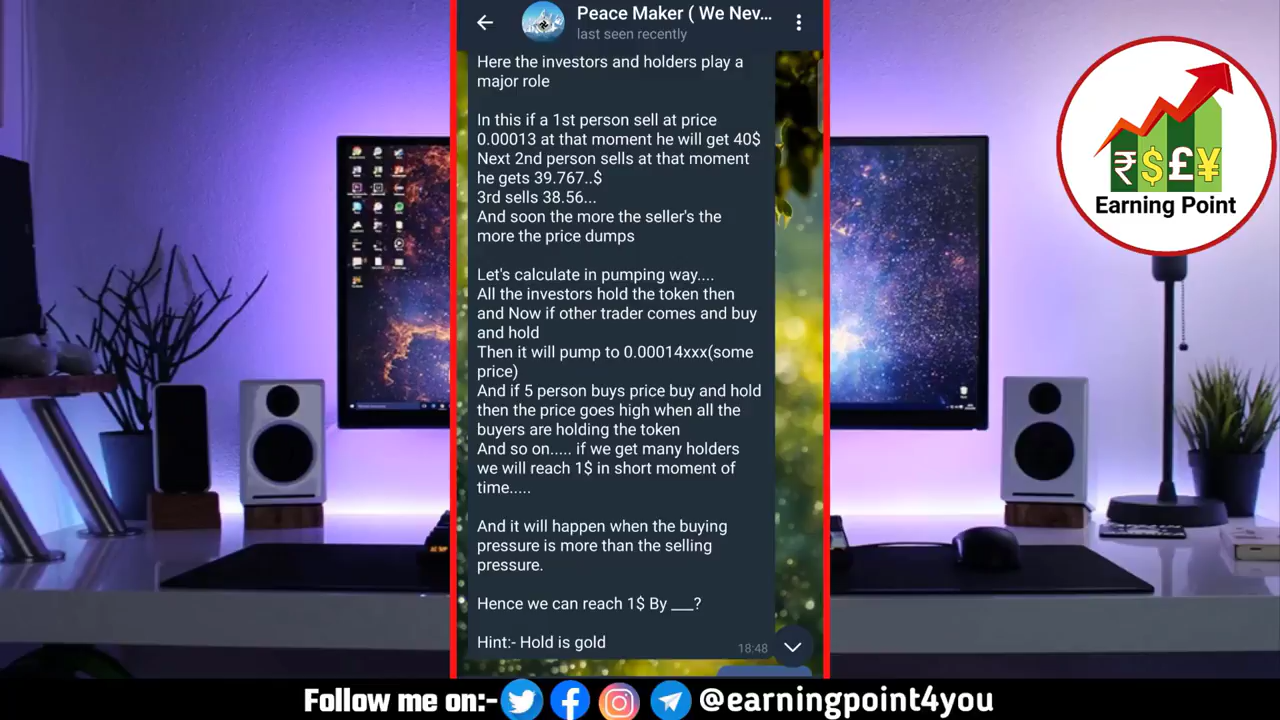 Peace Maker ( We Nev...
last seen recently
Here the investors and holders play a
major role
In this if a 1st person sell at price
0.00013 at that moment he will get 40$
Next 2nd person sells at that moment
he gets 39.767..$
3rd sells 38.56...
And soon the more the seller's the
more the price dumps
Let's calculate in pumping way....
All the investors hold the token then
and Now if other trader comes and buy
and hold
Then it will pump to 0.00014xxx(some
price)
And if 5 person buys price buy and hold
then the price goes high when all the
buyers are holding the token
And so on..... if we get many holders
we will reach 1$ in short moment of
time.....
And it will happen when the buying
pressure is more than the selling
pressure.
Hence we can reach 1$ By ___?
Hint:- Hold is gold
18:48
₹$£¥
Earning Point
Follow me on:- @earningpoint4you